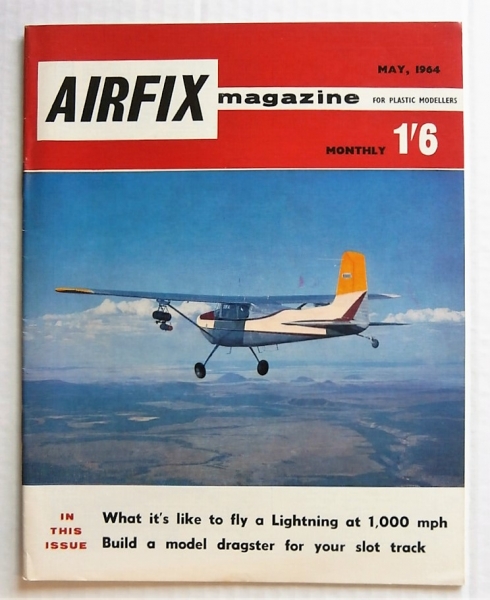 MAY, 1964
AIRFIX magazine FOR PLASTIC MODELLERS
MONTHLY 1'6
IN THIS ISSUE
What it's like to fly a Lightning at 1,000 mph
Build a model dragster for your slot track